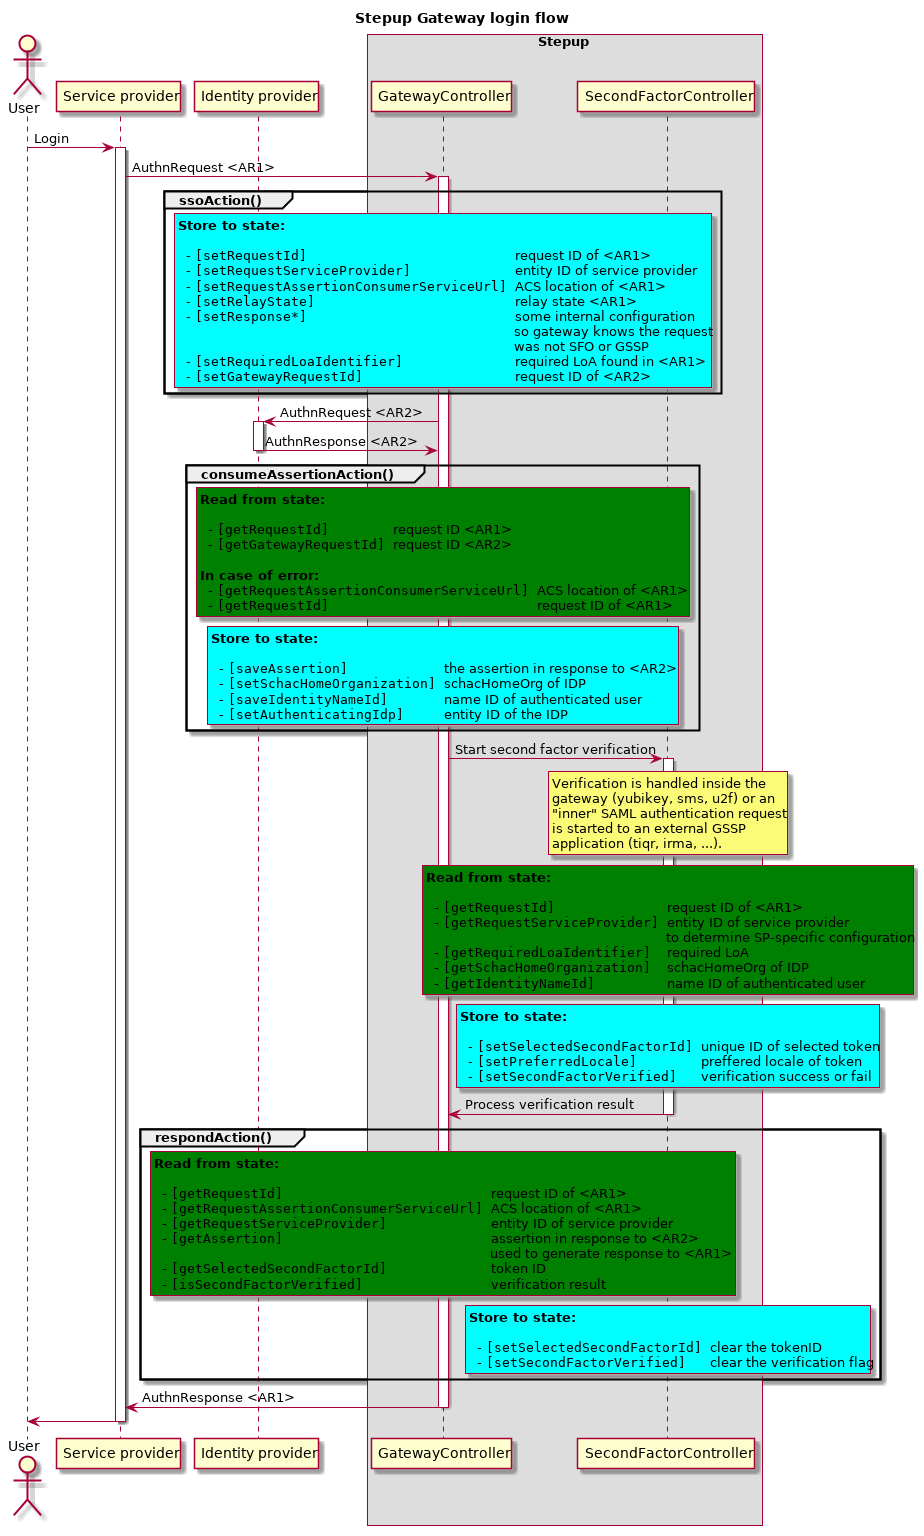 Stepup Gateway login flow
Stepup
User
Service provider
Identity provider
GatewayController
SecondFactorController
Login
AuthnRequest <AR1>
ssoAction()
Store to state:
- [setRequestId] request ID of <AR1>
- [setRequestServiceProvider] entity ID of service provider
- [setRequestAssertionConsumerServiceUrl] ACS location of <AR1>
- [setRelayState] relay state <AR1>
- [setResponse*] some internal configuration
so gateway knows the request
was not SFO or GSSP
- [setRequiredLoaIdentifier] required LoA found in <AR1>
- [setGatewayRequestId] request ID of <AR2>
AuthnRequest <AR2>
AuthnResponse <AR2>
consumeAssertionAction()
Read from state:
- [getRequestId] request ID <AR1>
- [getGatewayRequestId] request ID <AR2>
In case of error:
- [getRequestAssertionConsumerServiceUrl] ACS location of <AR1>
- [getRequestId] request ID of <AR1>
Store to state:
- [saveAssertion] the assertion in response to <AR2>
- [setSchacHomeOrganization] schacHomeOrg of IDP
- [saveIdentityNameId] name ID of authenticated user
- [setAuthenticatingIdp] entity ID of the IDP
Start second factor verification
Verification is handled inside the
gateway (yubikey, sms, u2f) or an
"inner" SAML authentication request
is started to an external GSSP
application (tiqr, irma, ...).
Read from state:
- [getRequestId] request ID of <AR1>
- [getRequestServiceProvider] entity ID of service provider
to determine SP-specific configuration
- [getRequiredLoaIdentifier] required LoA
- [getSchacHomeOrganization] schacHomeOrg of IDP
- [getIdentityNameId] name ID of authenticated user
Store to state:
- [setSelectedSecondFactorId] unique ID of selected token
- [setPreferredLocale] preffered locale of token
- [setSecondFactorVerified] verification success or fail
Process verification result
respondAction()
Read from state:
- [getRequestId] request ID of <AR1>
- [getRequestAssertionConsumerServiceUrl] ACS location of <AR1>
- [getRequestServiceProvider] entity ID of service provider
- [getAssertion] assertion in response to <AR2>
used to generate response to <AR1>
- [getSelectedSecondFactorId] token ID
- [isSecondFactorVerified] verification result
Store to state:
- [setSelectedSecondFactorId] clear the tokenID
- [setSecondFactorVerified] clear the verification flag
AuthnResponse <AR1>
User
Service provider
Identity provider
GatewayController
SecondFactorController